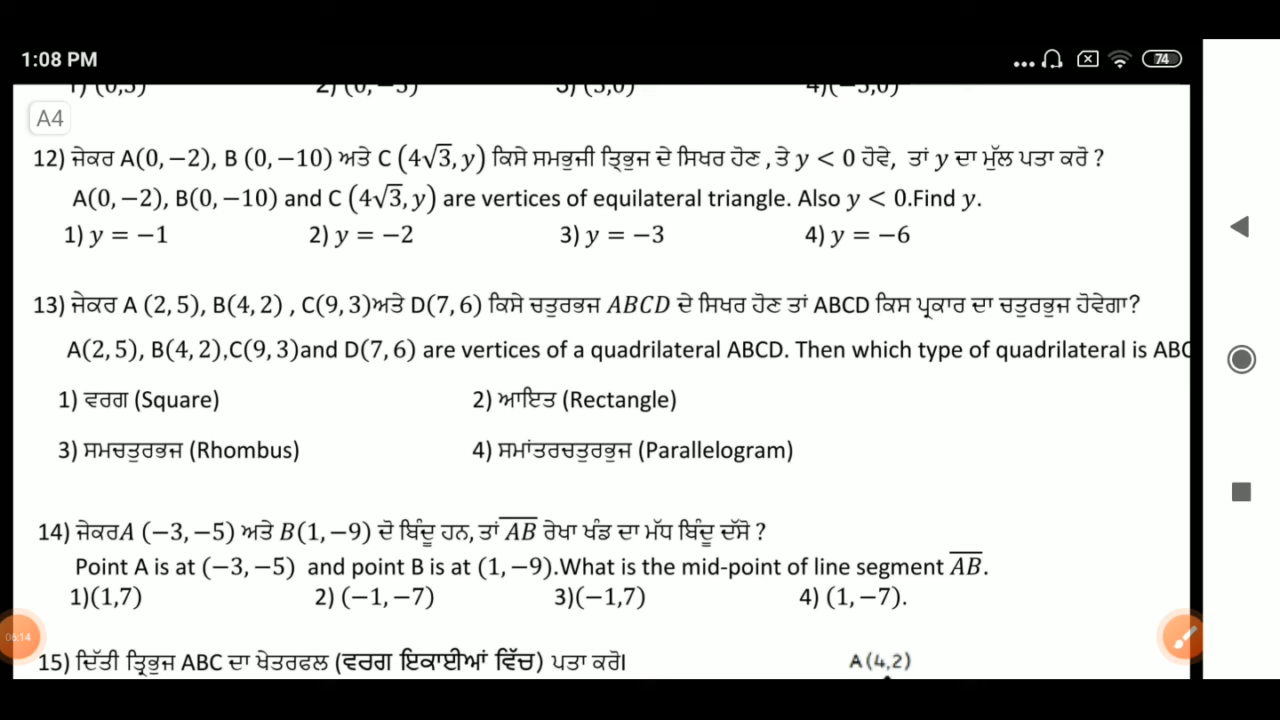 1:08 PM
74
A4
12) ਜੇਕਰ A(0, −2), B (0, −10) ਅਤੇ C (4√3, y) ਕਿਸੇ ਸਮਭੁਜੀ ਤ੍ਰਿਭੁਜ ਦੇ ਸਿਖਰ ਹੋਣ ,ਤੇ y < 0 ਹੋਵੇ, ਤਾਂ y ਦਾ ਮੁੱਲ ਪਤਾ ਕਰੋ ?
A(0, −2), B(0, −10) and C (4√3, y) are vertices of equilateral triangle. Also y < 0.Find y.
1) y = −1 2) y = −2 3) y = −3 4) y = −6
13) ਜੇਕਰ A (2, 5), B(4, 2) , C(9, 3)ਅਤੇ D(7, 6) ਕਿਸੇ ਚਤੁਰਭਜ ABCD ਦੇ ਸਿਖਰ ਹੋਣ ਤਾਂ ABCD ਕਿਸ ਪ੍ਰਕਾਰ ਦਾ ਚਤੁਰਭੁਜ ਹੋਵੇਗਾ?
A(2, 5), B(4, 2),C(9, 3)and D(7, 6) are vertices of a quadrilateral ABCD. Then which type of quadrilateral is ABC
1) ਵਰਗ (Square) 2) ਆਇਤ (Rectangle)
3) ਸਮਚਤੁਰਭਜ (Rhombus) 4) ਸਮਾਂਤਰਚਤੁਰਭੁਜ (Parallelogram)
14) ਜੇਕਰA (−3, −5) ਅਤੇ B(1, −9) ਦੋ ਬਿੰਦੂ ਹਨ, ਤਾਂ A̅B̅ ਰੇਖਾ ਖੰਡ ਦਾ ਮੱਧ ਬਿੰਦੂ ਦੱਸੋ ?
Point A is at (−3, −5) and point B is at (1, −9).What is the mid-point of line segment A̅B̅.
1)(1,7) 2) (−1, −7) 3)(−1,7) 4) (1, −7).
06:14
15) ਦਿੱਤੀ ਤ੍ਰਿਭੁਜ ABC ਦਾ ਖੇਤਰਫਲ (ਵਰਗ ਇਕਾਈਆਂ ਵਿੱਚ) ਪਤਾ ਕਰੋ। A(4,2)